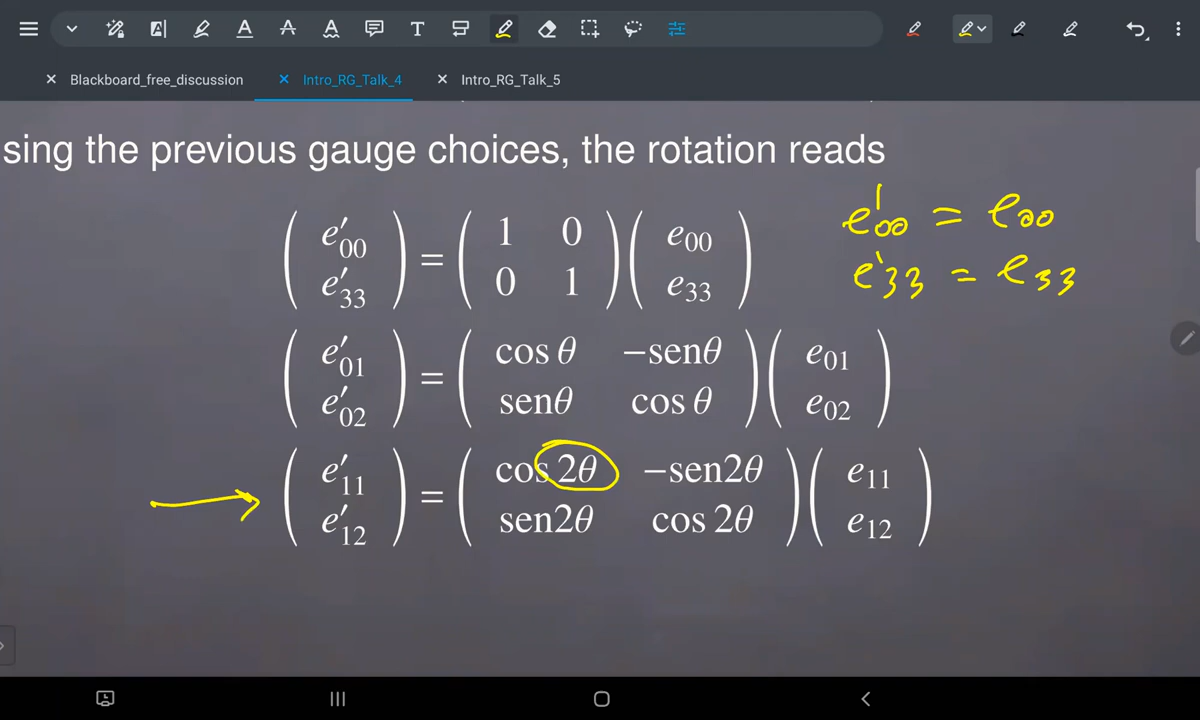 Blackboard_free_discussion Intro_RG_Talk_4 Intro_RG_Talk_5
sing the previous gauge choices, the rotation reads
( e′00 ) = ( 1 0 ) ( e00 )
( e′33 ) ( 0 1 ) ( e33 )
e'00 = e00
e'33 = e33
( e′01 ) = ( cos θ −senθ ) ( e01 )
( e′02 ) ( senθ cos θ ) ( e02 )
( e′11 ) = ( cos 2θ −sen2θ ) ( e11 )
( e′12 ) ( sen2θ cos 2θ ) ( e12 )